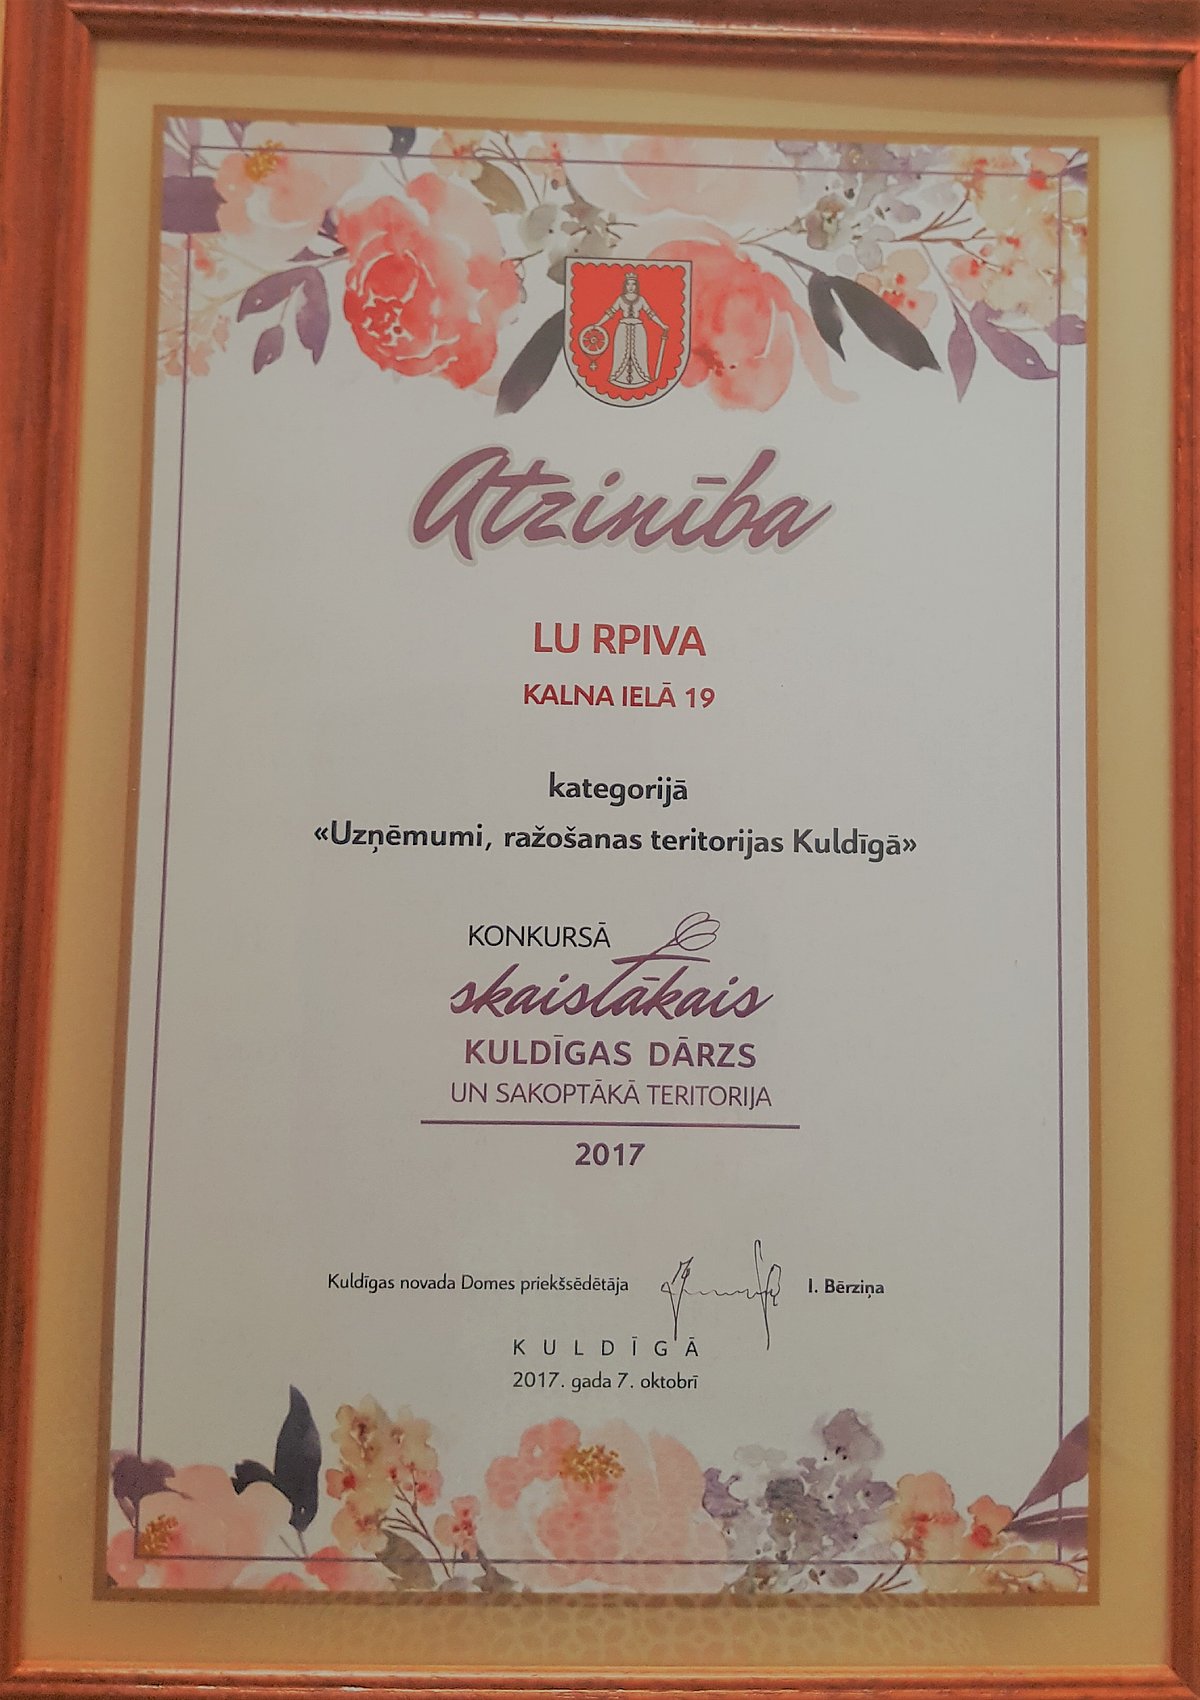 Atzinība
LU RPIVA
KALNA IELĀ 19
kategorijā
«Uzņēmumi, ražošanas teritorijas Kuldīgā»
KONKURSĀ
skaistākais
KULDĪGAS DĀRZS
UN SAKOPTĀKĀ TERITORIJA
2017
Kuldīgas novada Domes priekšsēdētāja I. Bērziņa
KULDĪGĀ
2017. gada 7. oktobrī